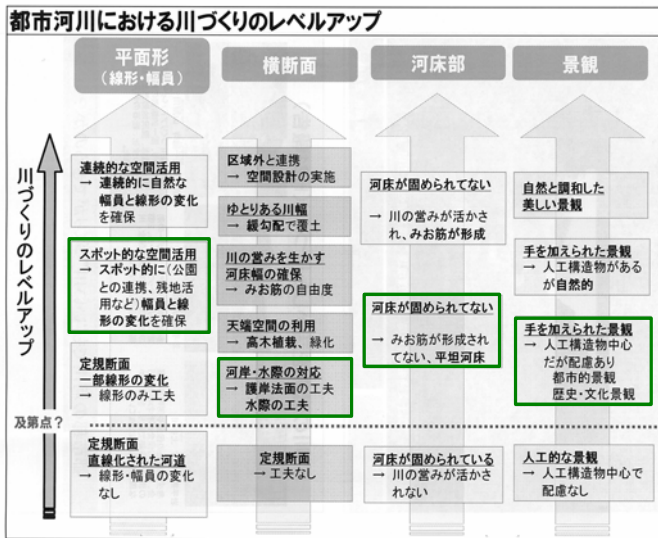 都市河川における川づくりのレベルアップ
平面形
(線形・幅員)
横断面
河床部
景観
川づくりのレベルアップ
及第点？
連続的な空間活用
→ 連続的に自然な
幅員と線形の変化
を確保
スポット的な空間活用
→ スポット的に(公園
との連携、残地活
用など)幅員と線
形の変化を確保
定規断面
一部線形の変化
→ 線形のみ工夫
定規断面
直線化された河道
→ 線形・幅員の変化
なし
区域外と連携
→ 空間設計の実施
ゆとりある川幅
→ 緩勾配で覆土
川の営みを生かす
河床幅の確保
→ みお筋の自由度
天端空間の利用
→ 高木植栽、緑化
河岸・水際の対応
→ 護岸法面の工夫
水際の工夫
定規断面
→ 工夫なし
河床が固められてない
→ 川の営みが活かさ
れ、みお筋が形成
河床が固められてない
→ みお筋が形成され
てない、平坦河床
河床が固められている
→ 川の営みが活かさ
れない
自然と調和した
美しい景観
手を加えられた景観
→ 人工構造物がある
が自然的
手を加えられた景観
→ 人工構造物中心
だが配慮あり
都市的景観
歴史・文化景観
人工的な景観
→ 人工構造物中心で
配慮なし